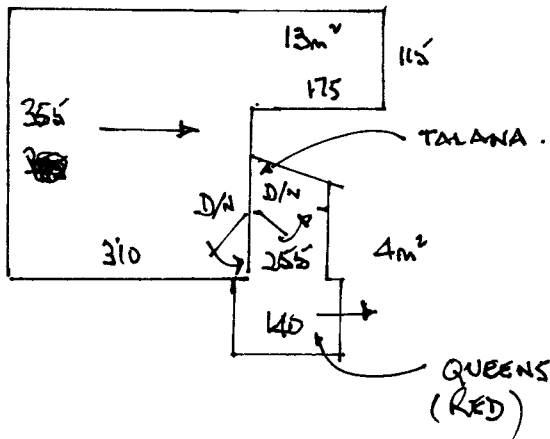 13m²
115
175
355
TALANA.
D/N
D/N
310
255
4m²
140
QUEENS
(RED)